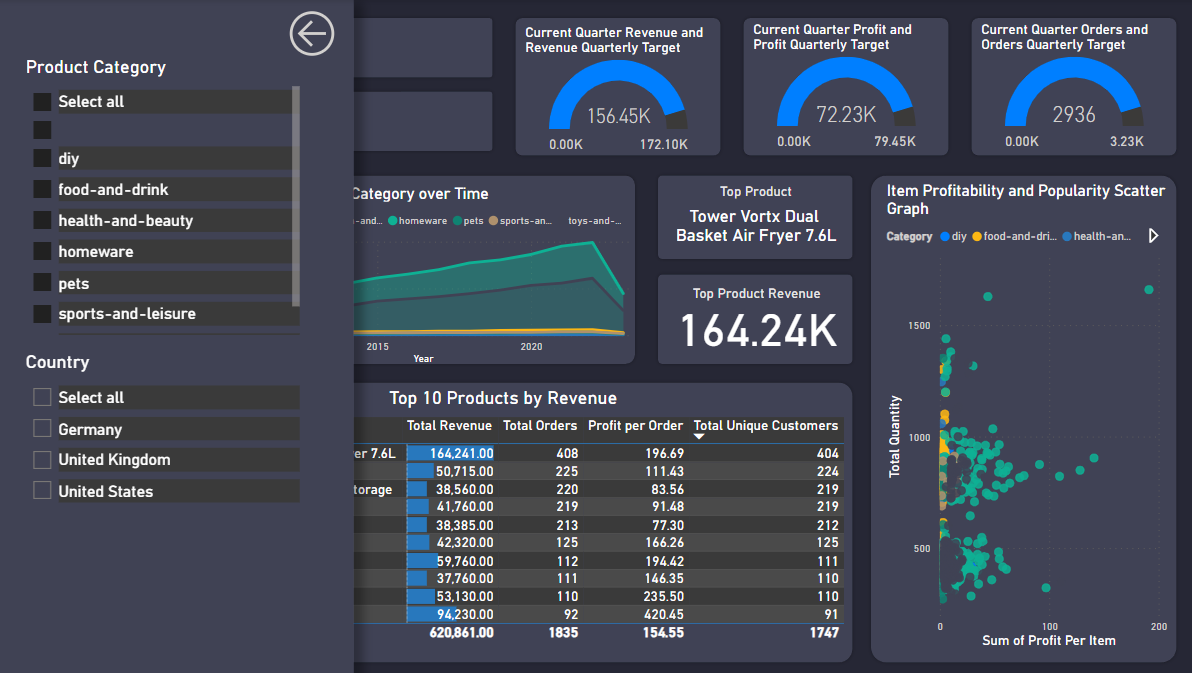 Product Category
Select all
diy
food-and-drink
health-and-beauty
homeware
pets
sports-and-leisure
Country
Select all
Germany
United Kingdom
United States
Current Quarter Revenue and
Revenue Quarterly Target
156.45K
0.00K
172.10K
Current Quarter Profit and
Profit Quarterly Target
72.23K
0.00K
79.45K
Current Quarter Orders and
Orders Quarterly Target
2936
0.00K
3.23K
Category over Time
-and... homeware pets sports-an... toys-and-...
2015 2020
Year
Top Product
Tower Vortx Dual
Basket Air Fryer 7.6L
Top Product Revenue
164.24K
Top 10 Products by Revenue
Total Revenue Total Orders Profit per Order Total Unique Customers
er 7.6L 164,241.00 408 196.69 404
50,715.00 225 111.43 224
torage 38,560.00 220 83.56 219
41,760.00 219 91.48 219
38,385.00 213 77.30 212
42,320.00 125 166.26 125
59,760.00 112 194.42 111
37,760.00 111 146.35 110
53,130.00 110 235.50 110
94,230.00 92 420.45 91
620,861.00 1835 154.55 1747
Item Profitability and Popularity Scatter
Graph
Category diy food-and-dri... health-an...
Total Quantity
1500
1000
500
0 100 200
Sum of Profit Per Item